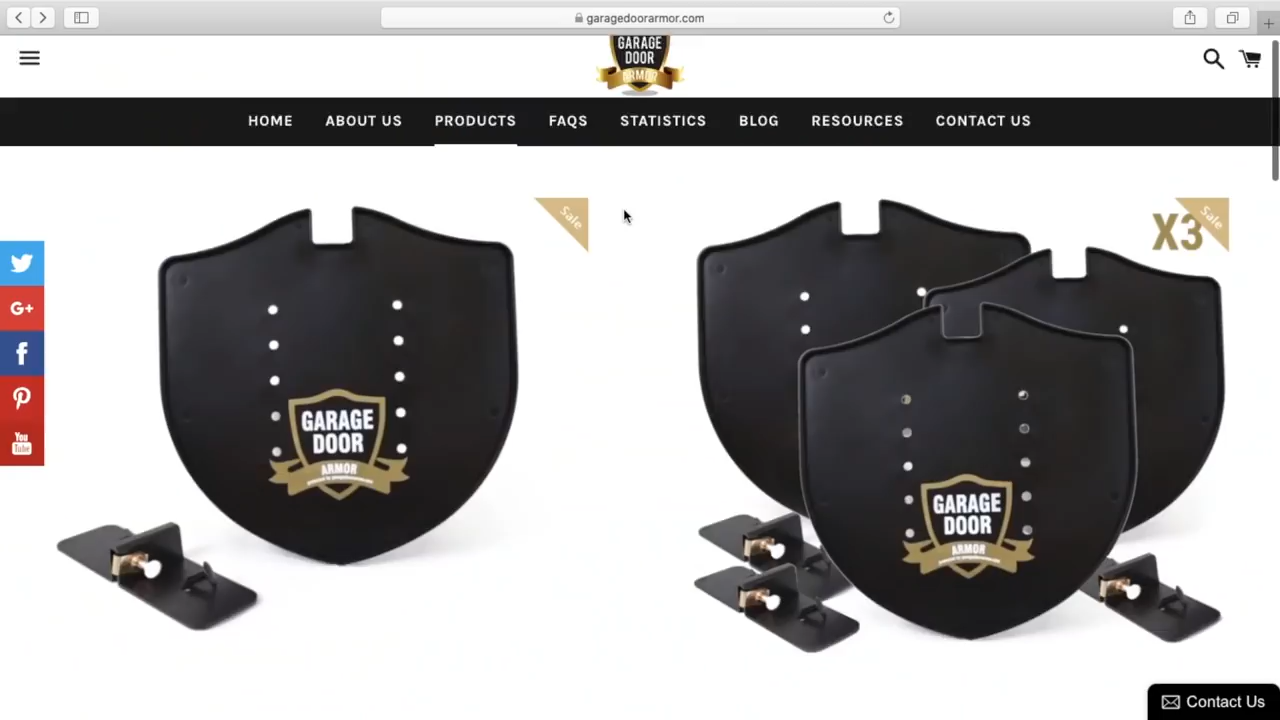 garagedoorarmor.com
GARAGE
DOOR
ARMOR
HOME ABOUT US PRODUCTS FAQS STATISTICS BLOG RESOURCES CONTACT US
Sale
X3
Sale
G+
f
You
Tube
GARAGE
DOOR
ARMOR
GARAGE
DOOR
ARMOR
Contact Us